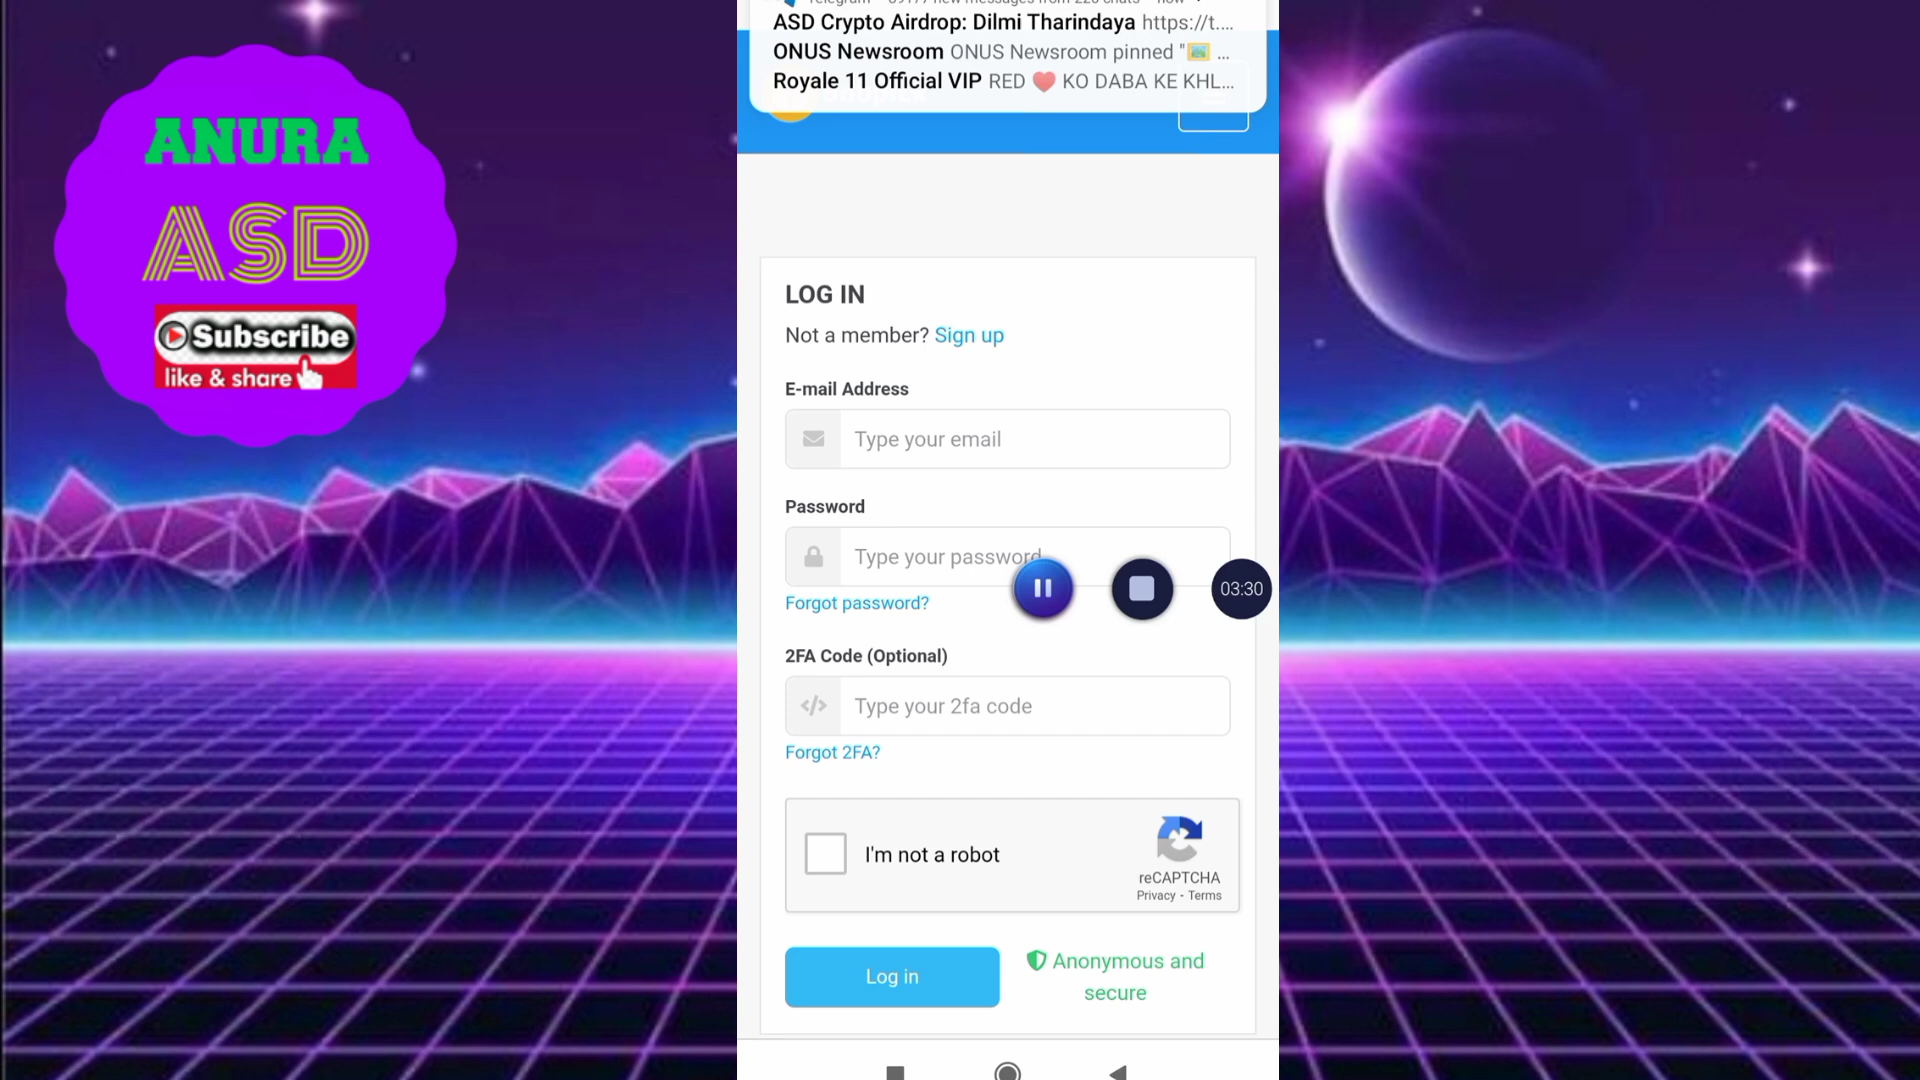 ANURA
ASD
Subscribe
like & share
ASD Crypto Airdrop: Dilmi Tharindaya https://t....
ONUS Newsroom ONUS Newsroom pinned "🖼️ ...
Royale 11 Official VIP RED ❤️ KO DABA KE KHL...
LOG IN
Not a member? Sign up
E-mail Address
Type your email
Password
Type your password
03:30
Forgot password?
2FA Code (Optional)
Type your 2fa code
Forgot 2FA?
I'm not a robot
reCAPTCHA
Privacy - Terms
Log in
Anonymous and
secure